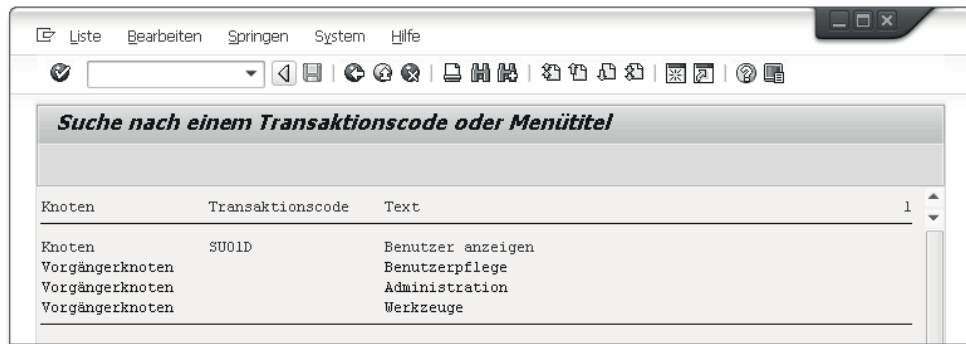 Liste Bearbeiten Springen System Hilfe
Suche nach einem Transaktionscode oder Menütitel
Knoten Transaktionscode Text 1
Knoten SU01D Benutzer anzeigen
Vorgängerknoten Benutzerpflege
Vorgängerknoten Administration
Vorgängerknoten Werkzeuge